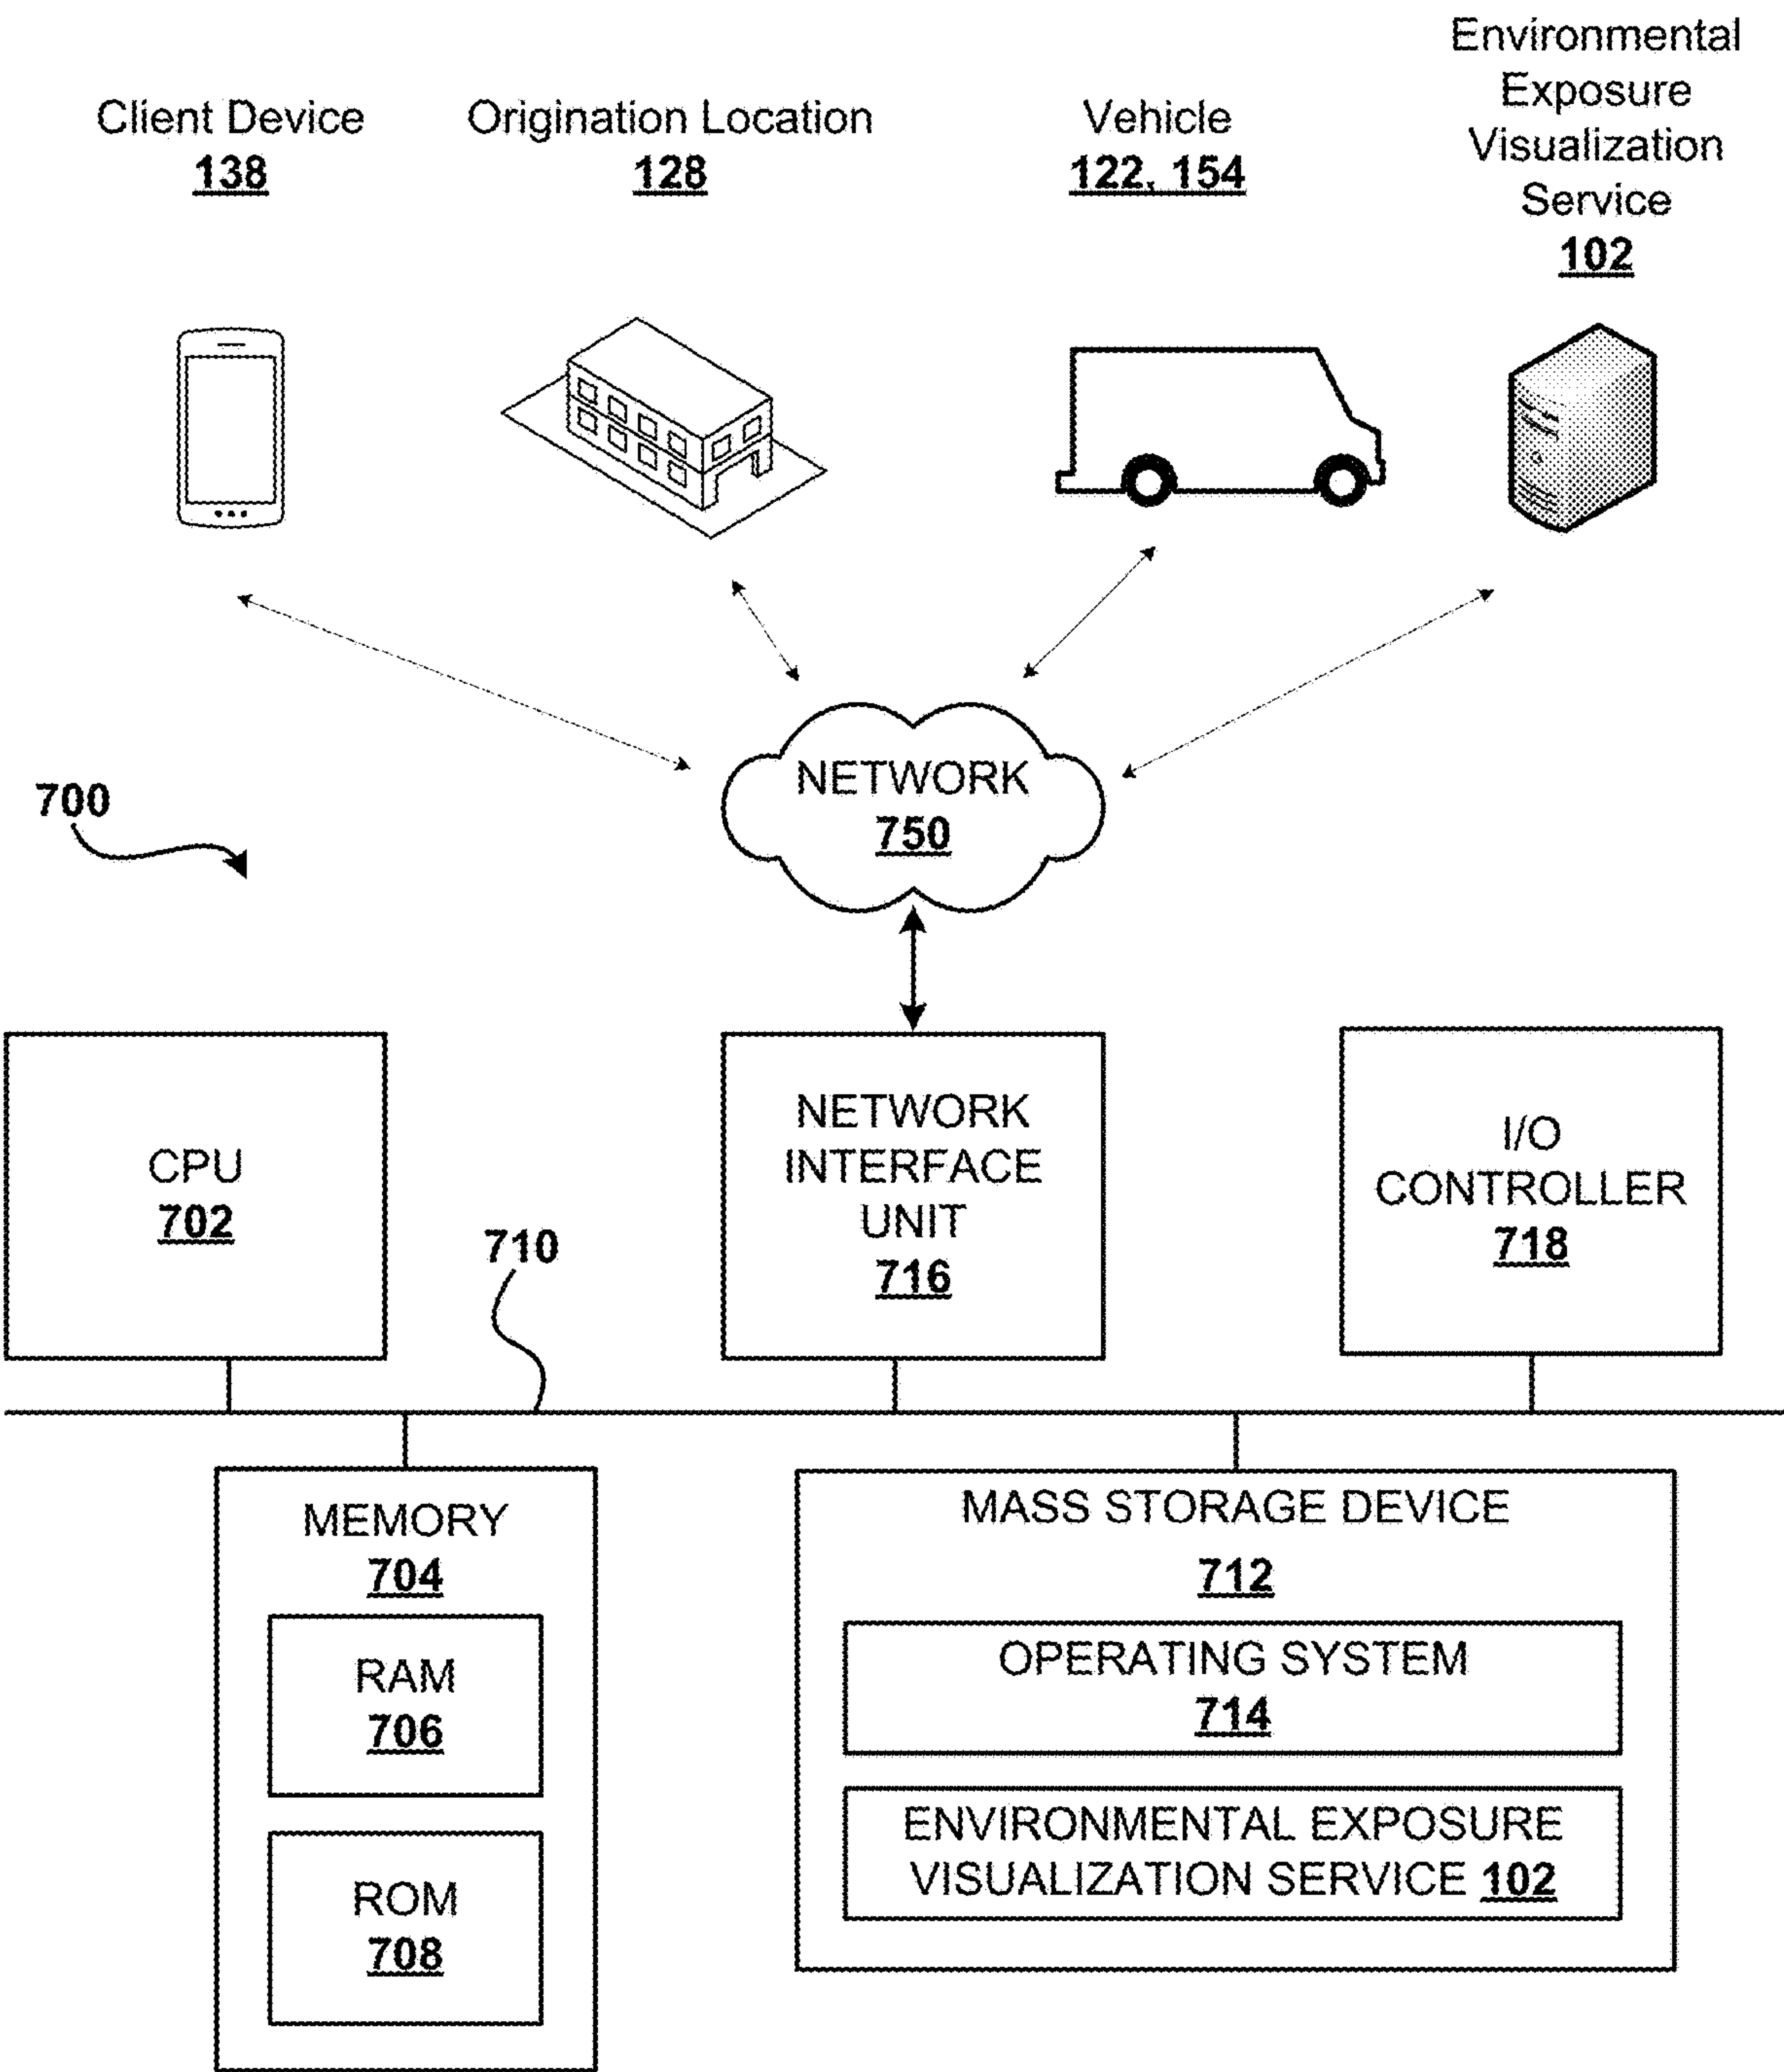 Client Device
138
Origination Location
128
Vehicle
122, 154
Environmental
Exposure
Visualization
Service
102
NETWORK
750
700
CPU
702
NETWORK
INTERFACE
UNIT
716
I/O
CONTROLLER
718
710
MEMORY
704
RAM
706
ROM
708
MASS STORAGE DEVICE
712
OPERATING SYSTEM
714
ENVIRONMENTAL EXPOSURE
VISUALIZATION SERVICE 102